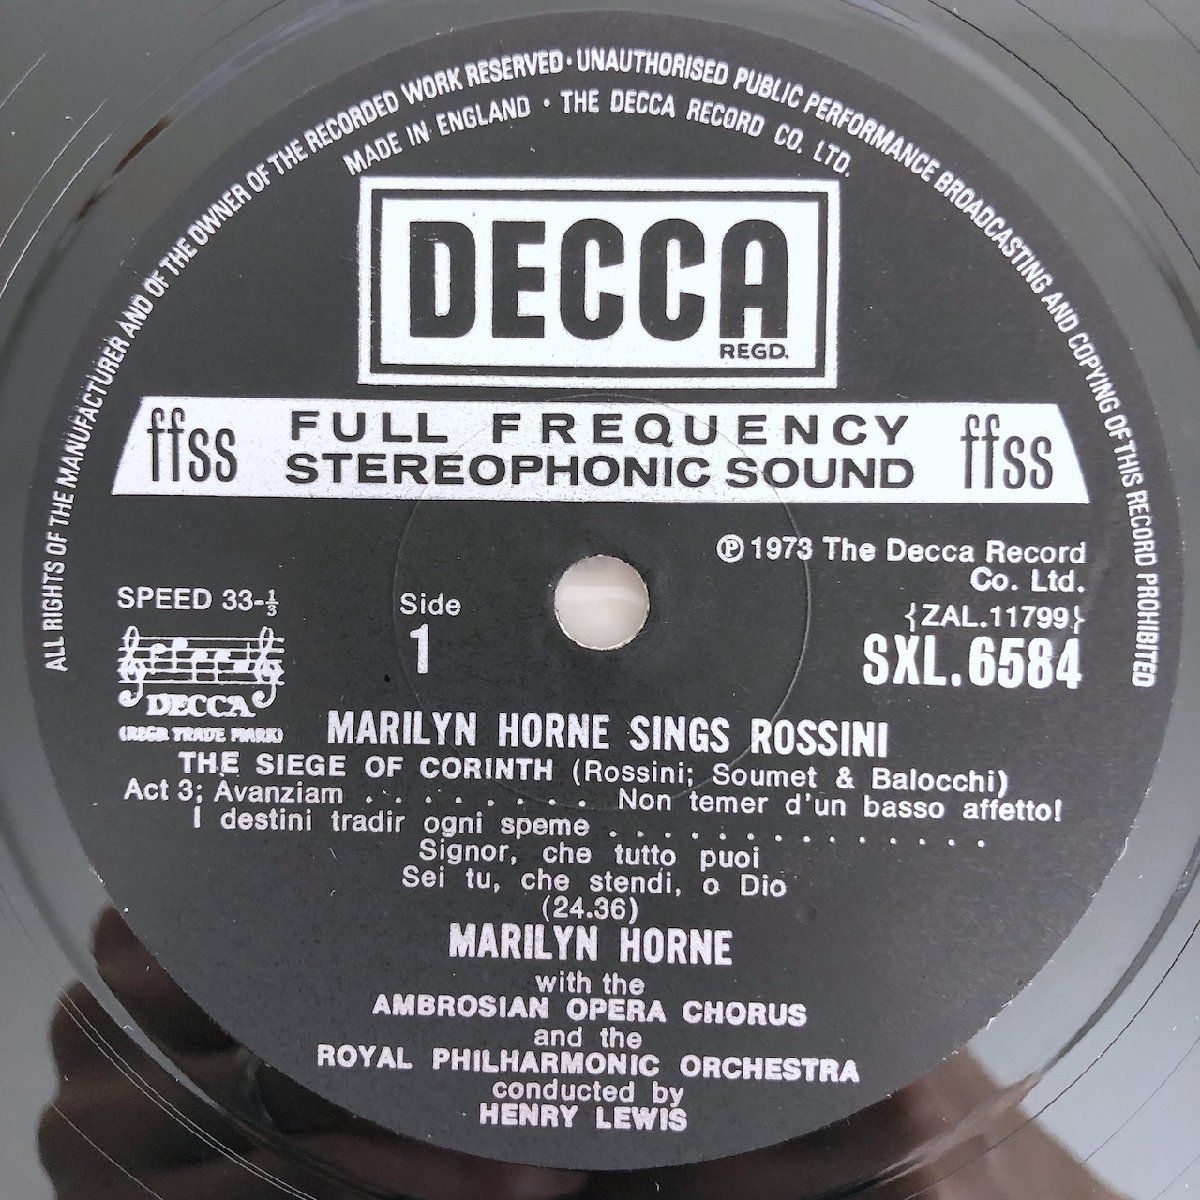 ALL RIGHTS OF THE MANUFACTURER AND OF THE OWNER OF THE RECORDED WORK RESERVED · UNAUTHORISED PUBLIC PERFORMANCE BROADCASTING AND COPYING OF THIS RECORD PROHIBITED
MADE IN ENGLAND · THE DECCA RECORD CO. LTD.
DECCA
REGD.
ffss FULL FREQUENCY STEREOPHONIC SOUND ffss
℗ 1973 The Decca Record
Co. Ltd.
{ZAL.11799}
SXL.6584
SPEED 33-⅓
Side
1
DECCA
(REGD TRADE MARK)
MARILYN HORNE SINGS ROSSINI
THE SIEGE OF CORINTH (Rossini; Soumet & Balocchi)
Act 3; Avanziam . . . . . . . . Non temer d'un basso affetto!
I destini tradir ogni speme . . . . . . . . . . . . . .
Signor, che tutto puoi
Sei tu, che stendi, o Dio
(24.36)
MARILYN HORNE
with the
AMBROSIAN OPERA CHORUS
and the
ROYAL PHILHARMONIC ORCHESTRA
conducted by
HENRY LEWIS